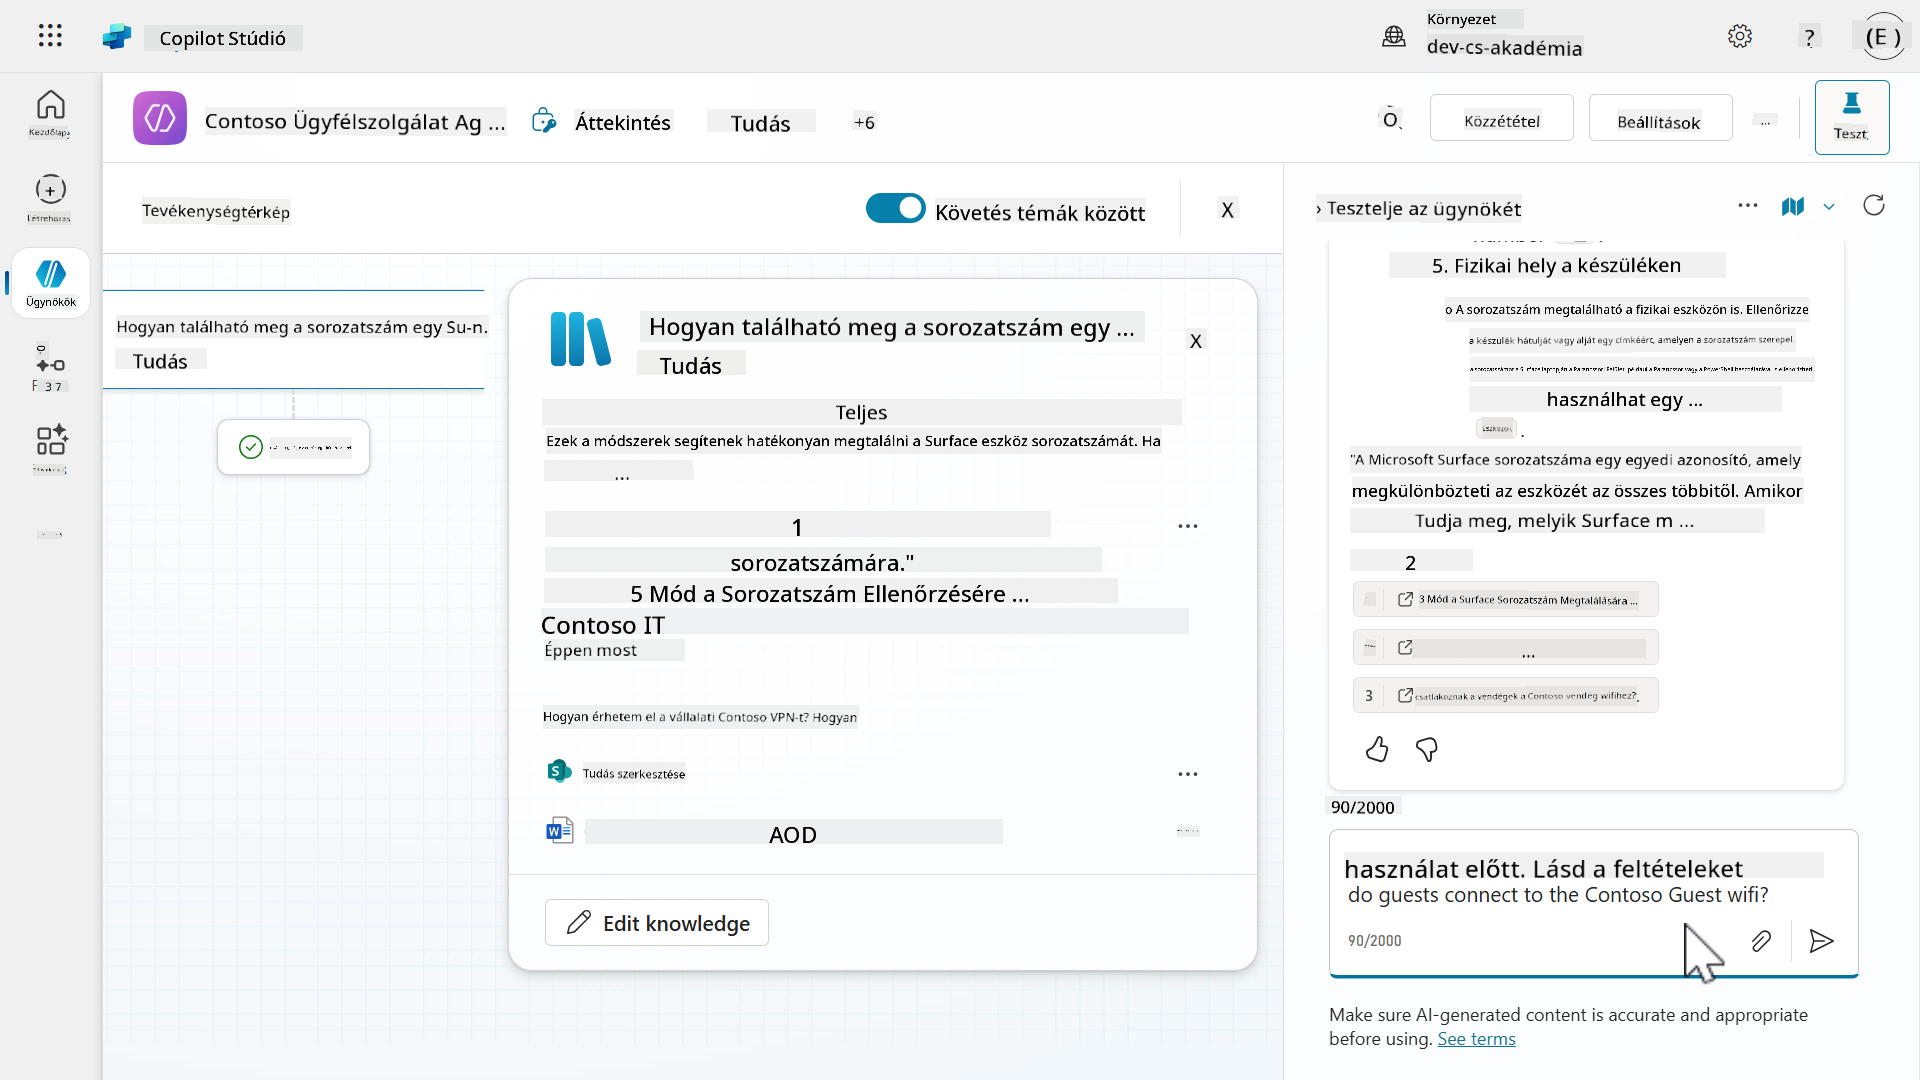 Copilot Stúdió
Környezet
dev-cs-akadémia
?
(E )
Kezdőlap
Létrehozás
Ügynökök
F 3 7
Contoso Ügyfélszolgálat Ag ...
Áttekintés
Tudás
+6
Közzététel
Beállítások
...
Teszt
Tevékenységtérkép
Követés témák között
X
Hogyan található meg a sorozatszám egy Su-n.
Tudás
Hogyan található meg a sorozatszám egy ...
Tudás
X
Teljes
Ezek a módszerek segítenek hatékonyan megtalálni a Surface eszköz sorozatszámát. Ha
...
1
sorozatszámára."
5 Mód a Sorozatszám Ellenőrzésére ...
Contoso IT
Éppen most
Hogyan érhetem el a vállalati Contoso VPN-t? Hogyan
Tudás szerkesztése
AOD
Edit knowledge
› Tesztelje az ügynökét
5. Fizikai hely a készüléken
o A sorozatszám megtalálható a fizikai eszközön is. Ellenőrizze
a készülék hátulját vagy alját egy címkéért, amelyen a sorozatszám szerepel.
használhat egy ...
"A Microsoft Surface sorozatszáma egy egyedi azonosító, amely
megkülönbözteti az eszközét az összes többitől. Amikor
Tudja meg, melyik Surface m ...
2
3 Mód a Surface Sorozatszám Megtalálására ...
...
3 csatlakoznak a vendégek a Contoso vendég wifihez?
90/2000
használat előtt. Lásd a feltételeket
do guests connect to the Contoso Guest wifi?
90/2000
Make sure AI-generated content is accurate and appropriate
before using. See terms